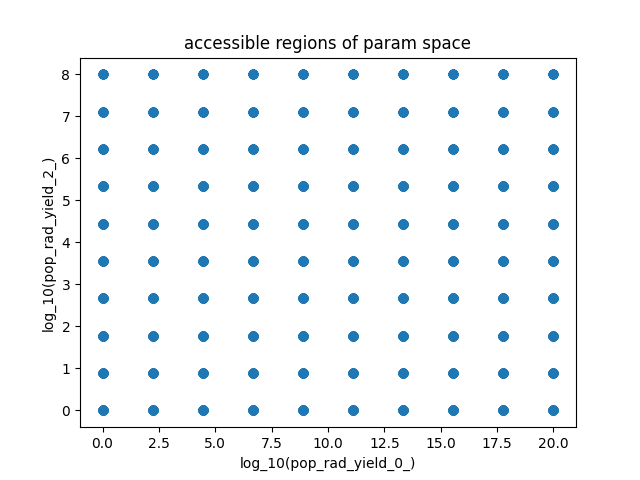 accessible regions of param space
8
7
6
5
4
3
2
1
0
log_10(pop_rad_yield_2_)
0.0 2.5 5.0 7.5 10.0 12.5 15.0 17.5 20.0
log_10(pop_rad_yield_0_)